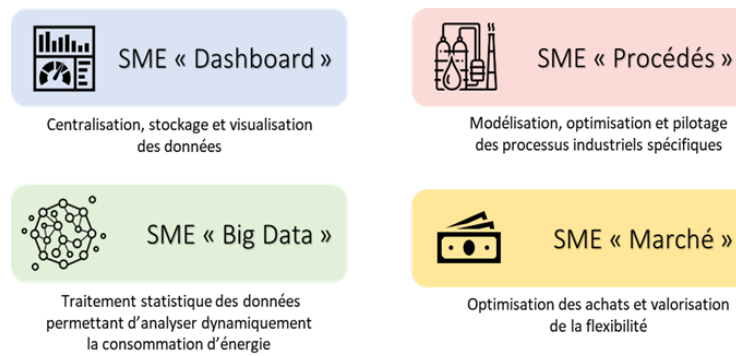 SME « Dashboard »
Centralisation, stockage et visualisation
des données
SME « Procédés »
Modélisation, optimisation et pilotage
des processus industriels spécifiques
SME « Big Data »
Traitement statistique des données
permettant d'analyser dynamiquement
la consommation d'énergie
SME « Marché »
Optimisation des achats et valorisation
de la flexibilité